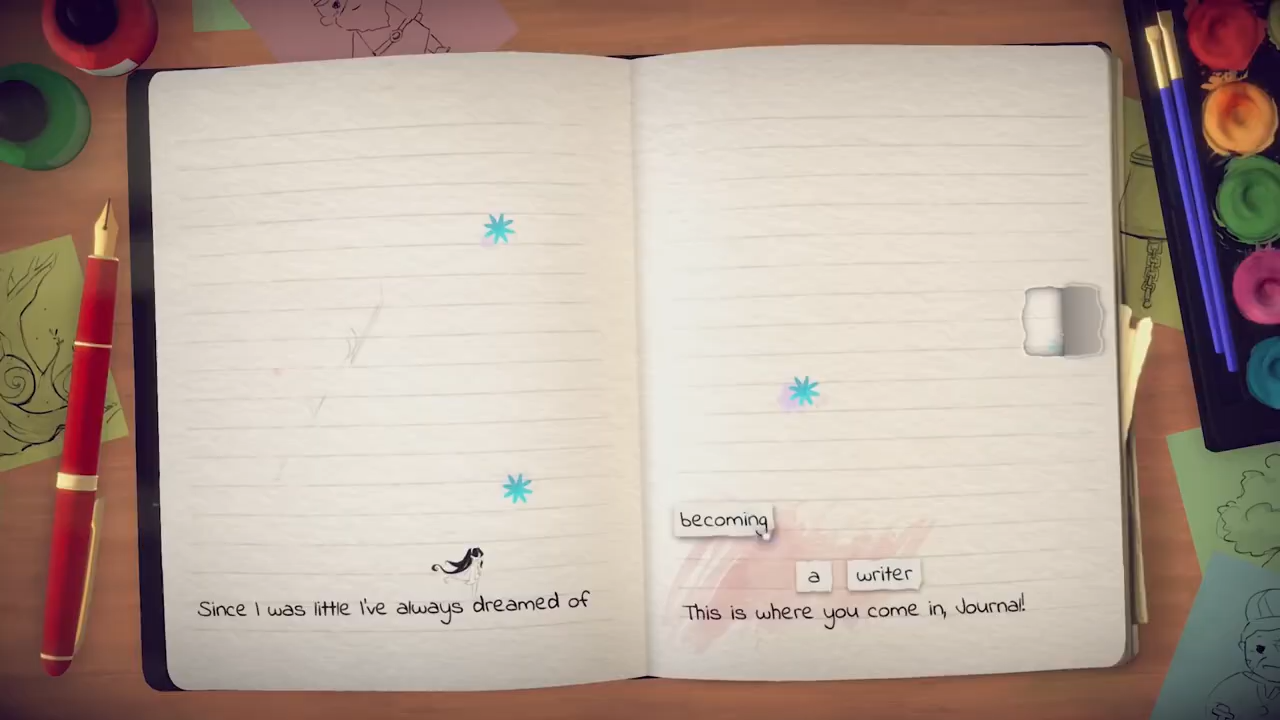 Since I was little I've always dreamed of
becoming
a writer
This is where you come in, Journal!